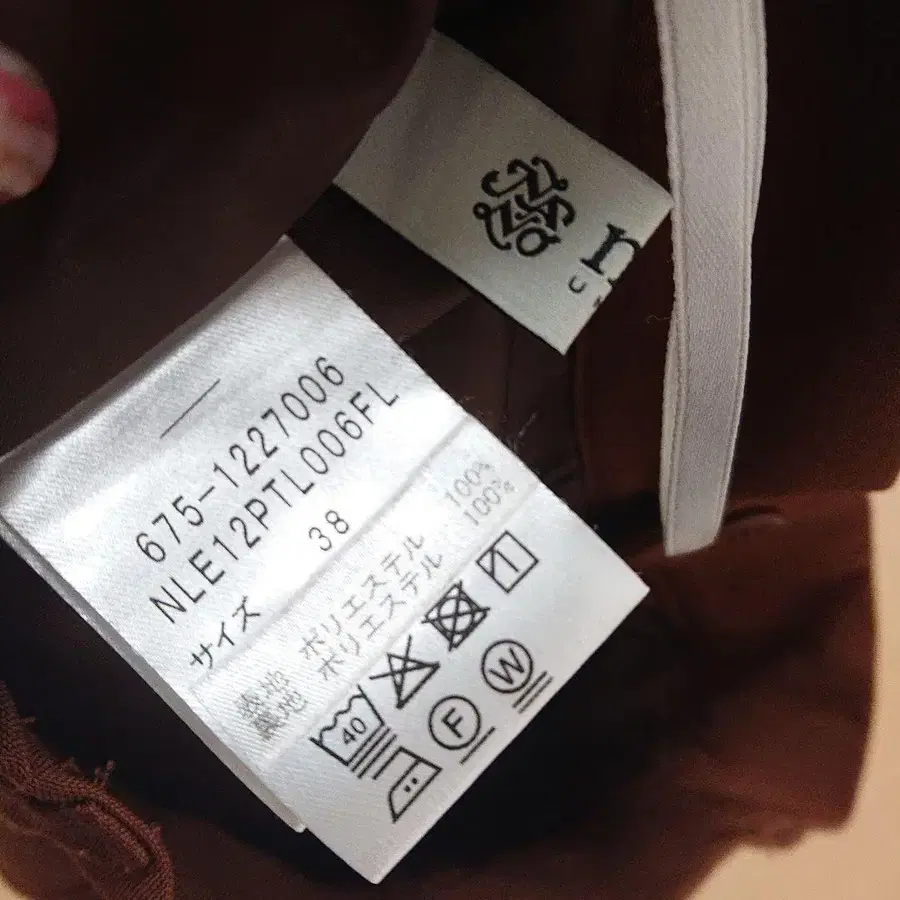 675-1227006
NLE12PTL006FL
サイズ 38
表地 ポリエステル 100%
裏地 ポリエステル 100%
40
F
W